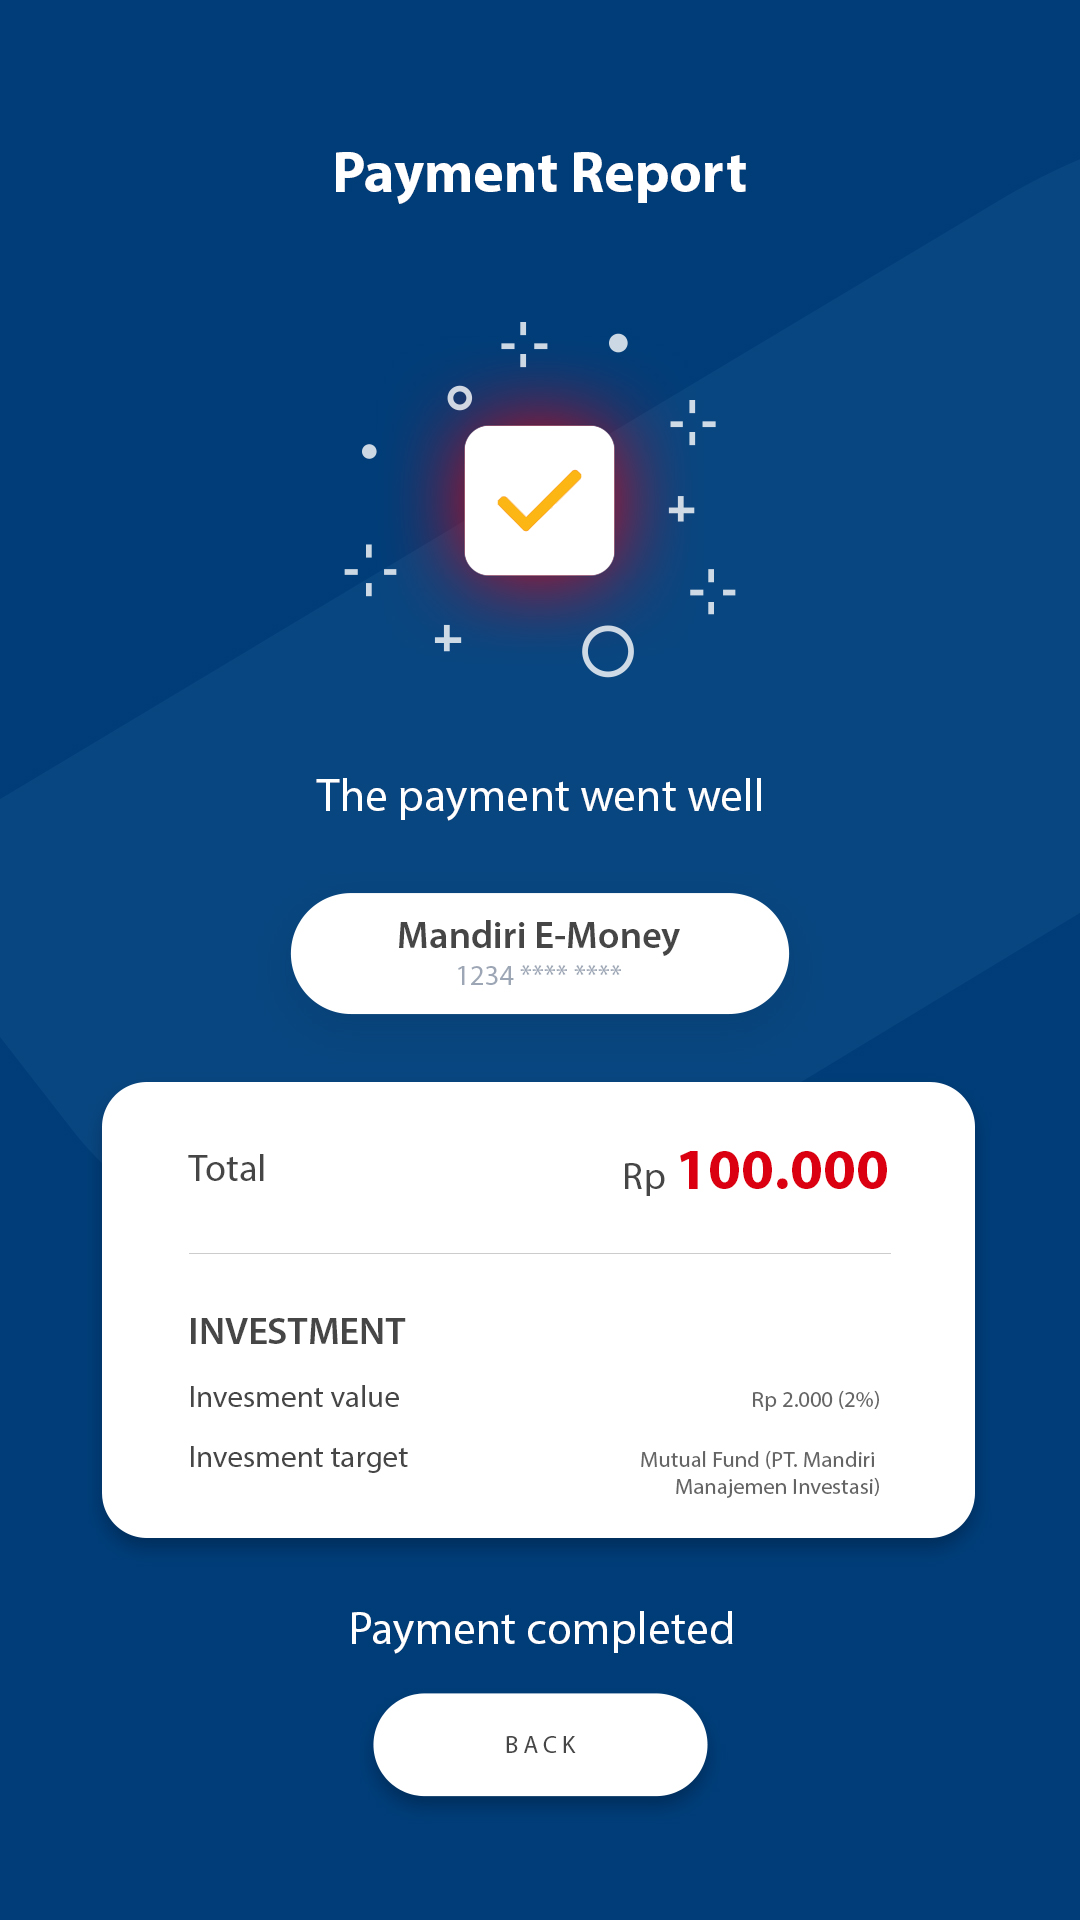 Payment Report
The payment went well
Mandiri E-Money
1234 **** ****
Total
Rp 100.000
INVESTMENT
Invesment value
Rp 2.000 (2%)
Invesment target
Mutual Fund (PT. Mandiri
Manajemen Investasi)
Payment completed
BACK